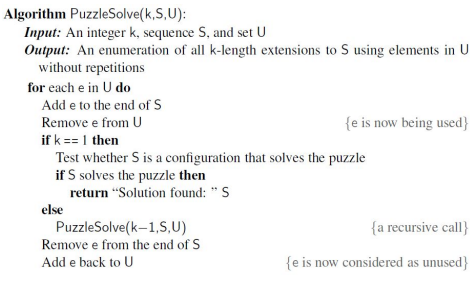 Algorithm PuzzleSolve(k,S,U):
Input: An integer k, sequence S, and set U
Output: An enumeration of all k-length extensions to S using elements in U
without repetitions
for each e in U do
Add e to the end of S
Remove e from U {e is now being used}
if k == 1 then
Test whether S is a configuration that solves the puzzle
if S solves the puzzle then
return “Solution found: ” S
else
PuzzleSolve(k−1,S,U) {a recursive call}
Remove e from the end of S
Add e back to U {e is now considered as unused}